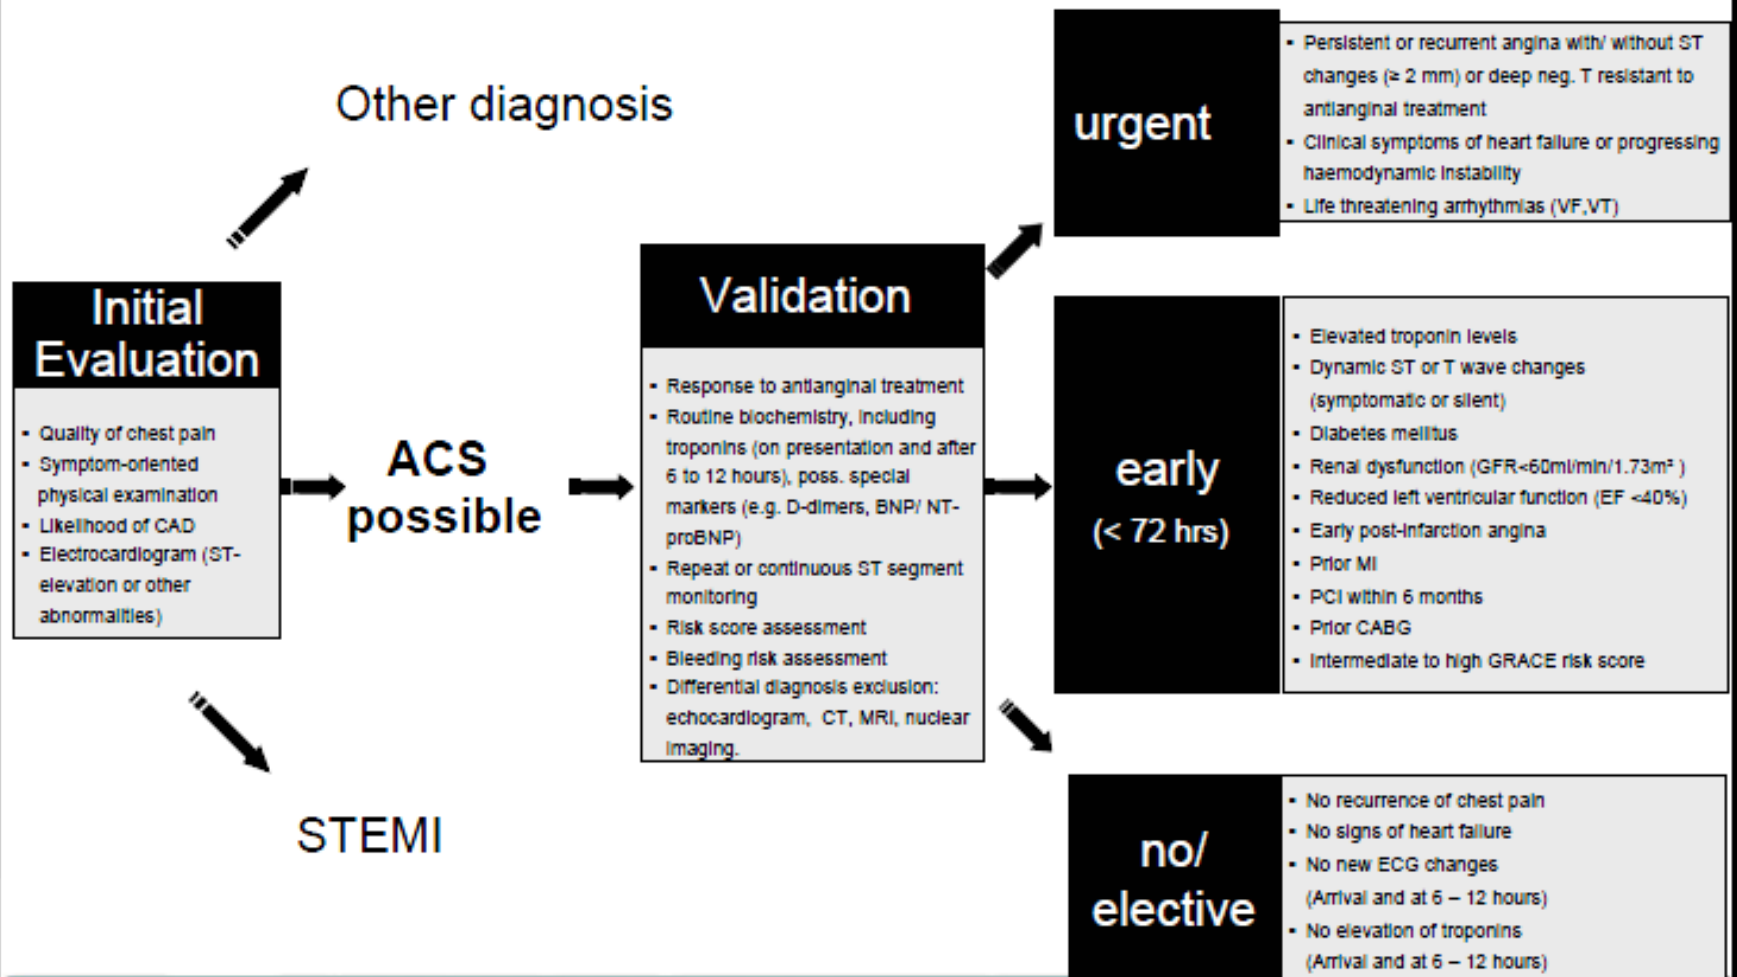 Other diagnosis
Initial
Evaluation
▪ Quality of chest pain
▪ Symptom-oriented
physical examination
▪ Likelihood of CAD
▪ Electrocardiogram (ST-
elevation or other
abnormalities)
ACS
possible
STEMI
Validation
▪ Response to antianginal treatment
▪ Routine biochemistry, including
troponins (on presentation and after
6 to 12 hours), poss. special
markers (e.g. D-dimers, BNP/ NT-
proBNP)
▪ Repeat or continuous ST segment
monitoring
▪ Risk score assessment
▪ Bleeding risk assessment
▪ Differential diagnosis exclusion:
echocardiogram, CT, MRI, nuclear
imaging.
urgent
▪ Persistent or recurrent angina with/ without ST
changes (≥ 2 mm) or deep neg. T resistant to
antianginal treatment
▪ Clinical symptoms of heart failure or progressing
haemodynamic instability
▪ Life threatening arrhythmias (VF,VT)
early
(< 72 hrs)
▪ Elevated troponin levels
▪ Dynamic ST or T wave changes
(symptomatic or silent)
▪ Diabetes mellitus
▪ Renal dysfunction (GFR<60ml/min/1.73m² )
▪ Reduced left ventricular function (EF <40%)
▪ Early post-infarction angina
▪ Prior MI
▪ PCI within 6 months
▪ Prior CABG
▪ Intermediate to high GRACE risk score
no/
elective
▪ No recurrence of chest pain
▪ No signs of heart failure
▪ No new ECG changes
(Arrival and at 6 – 12 hours)
▪ No elevation of troponins
(Arrival and at 6 – 12 hours)